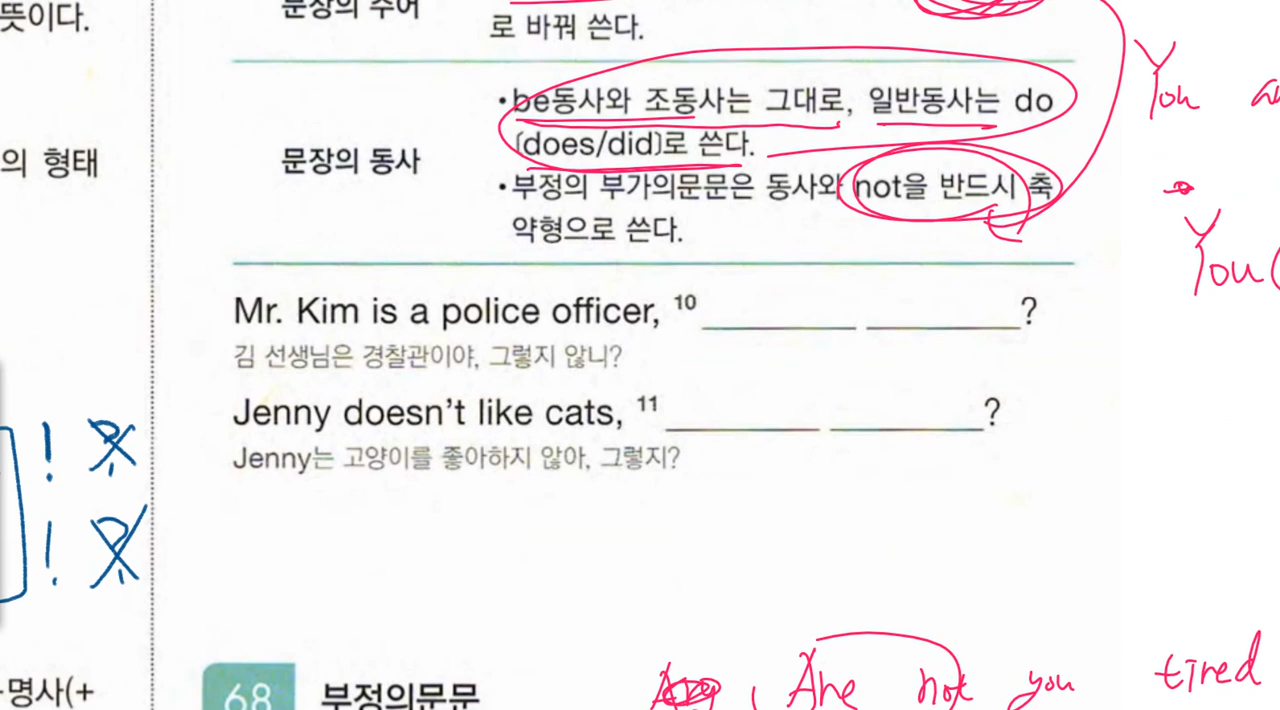 뜻이다.
문장의 주어
로 바꿔 쓴다.
의 형태
문장의 동사
•be동사와 조동사는 그대로, 일반동사는 do
(does/did)로 쓴다.
•부정의 부가의문문은 동사와 not을 반드시 축
약형으로 쓴다.
You
You(
Mr. Kim is a police officer, 10 ________ ________?
김 선생님은 경찰관이야, 그렇지 않니?
Jenny doesn't like cats, 11 ________ ________?
Jenny는 고양이를 좋아하지 않아, 그렇지?
!
!
명사(+
68 부정의문문
Are not you tired